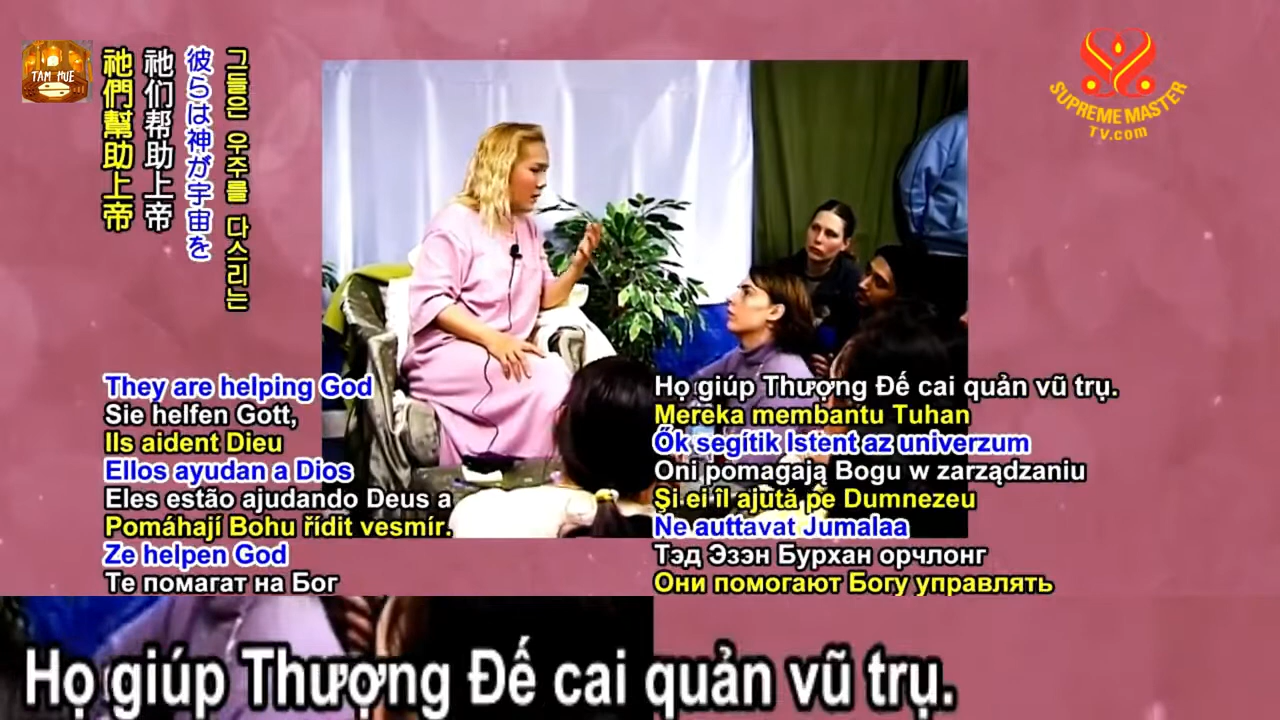 TAM HUE
祂們幫助上帝
祂们帮助上帝
彼らは神が宇宙を
그들은 우주를 다스리는
SUPREME MASTER
TV.com
They are helping God
Sie helfen Gott,
Ils aident Dieu
Ellos ayudan a Dios
Eles estão ajudando Deus a
Pomáhají Bohu řídit vesmír.
Ze helpen God
Те помагат на Бог
Họ giúp Thượng Đế cai quản vũ trụ.
Mereka membantu Tuhan
Ők segítik Istent az univerzum
Oni pomagają Bogu w zarządzaniu
Şi ei îl ajută pe Dumnezeu
Ne auttavat Jumalaa
Тэд Эзэн Бурхан орчлонг
Они помогают Богу управлять
Họ giúp Thượng Đế cai quản vũ trụ.